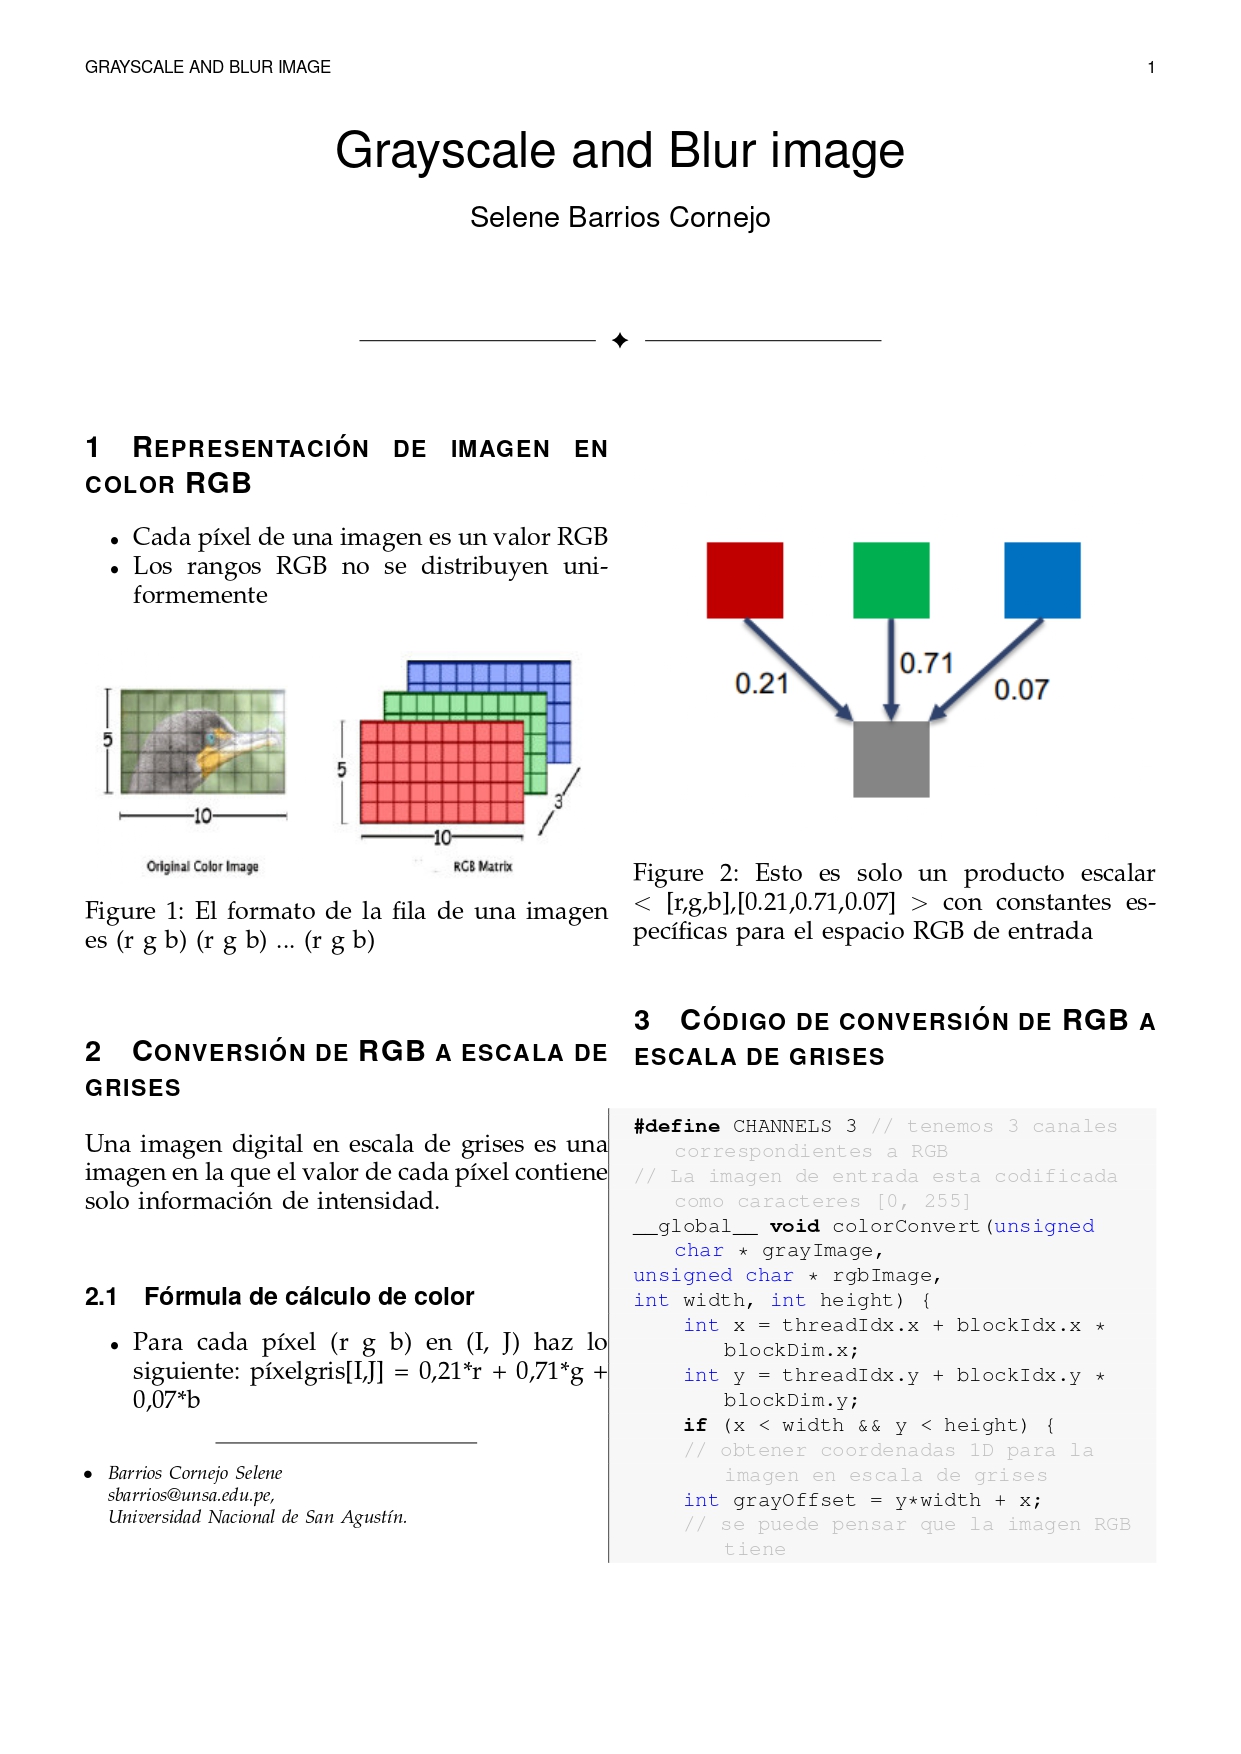 GRAYSCALE AND BLUR IMAGE 1
Grayscale and Blur image
Selene Barrios Cornejo
1 REPRESENTACIÓN DE IMAGEN EN
COLOR RGB
• Cada píxel de una imagen es un valor RGB
• Los rangos RGB no se distribuyen uni-
formemente
5
10
Original Color Image
5
10
3
RGB Matrix
Figure 1: El formato de la fila de una imagen
es (r g b) (r g b) ... (r g b)
2 CONVERSIÓN DE RGB A ESCALA DE
GRISES
Una imagen digital en escala de grises es una
imagen en la que el valor de cada píxel contiene
solo información de intensidad.
2.1 Fórmula de cálculo de color
• Para cada píxel (r g b) en (I, J) haz lo
siguiente: píxelgris[I,J] = 0,21*r + 0,71*g +
0,07*b
• Barrios Cornejo Selene
sbarrios@unsa.edu.pe,
Universidad Nacional de San Agustín.
0.21
0.71
0.07
Figure 2: Esto es solo un producto escalar
< [r,g,b],[0.21,0.71,0.07] > con constantes es-
pecíficas para el espacio RGB de entrada
3 CÓDIGO DE CONVERSIÓN DE RGB A
ESCALA DE GRISES
#define CHANNELS 3 // tenemos 3 canales
correspondientes a RGB
// La imagen de entrada esta codificada
como caracteres [0, 255]
__global__ void colorConvert(unsigned
char * grayImage,
unsigned char * rgbImage,
int width, int height) {
int x = threadIdx.x + blockIdx.x *
blockDim.x;
int y = threadIdx.y + blockIdx.y *
blockDim.y;
if (x < width && y < height) {
// obtener coordenadas 1D para la
imagen en escala de grises
int grayOffset = y*width + x;
// se puede pensar que la imagen RGB
tiene